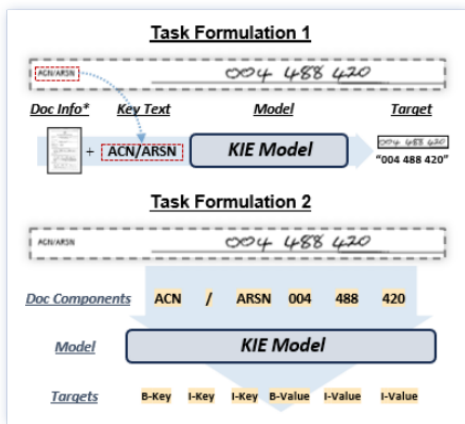 Task Formulation 1
ACN/ARSN 004 488 420
Doc Info* Key Text Model Target
+ ACN/ARSN KIE Model 004 488 420
"004 488 420"
Task Formulation 2
ACN/ARSN 004 488 420
Doc Components ACN / ARSN 004 488 420
Model KIE Model
Targets B-Key I-Key I-Key B-Value I-Value I-Value